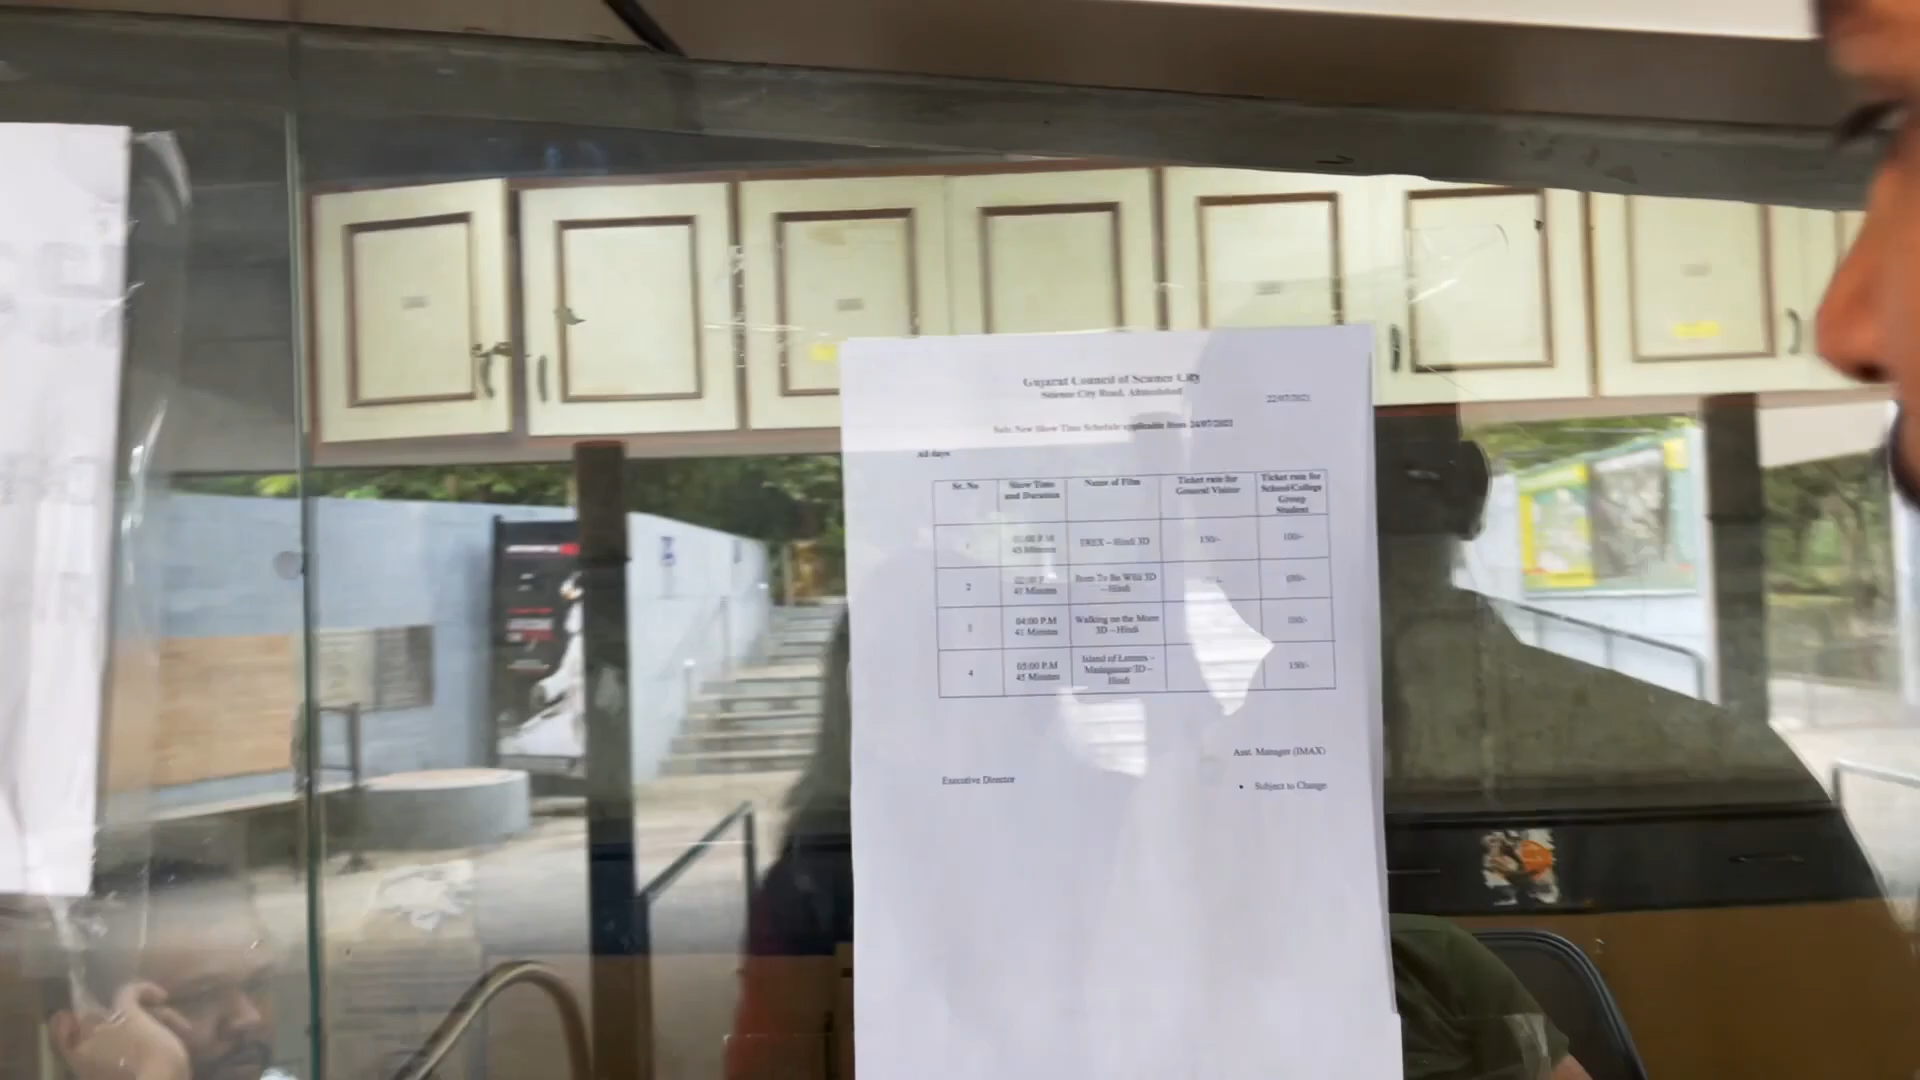 Gujarat Council of Science City
Science City Road, Ahmedabad
22/07/2021
Sub: New Show Time Schedule applicable from 24/07/2021
All days
Sr. No
Show Time and Duration
Name of Film
Ticket rate for General Visitor
Ticket rate for School/College Group Student
1
45 Minutes
TREX – Hindi 3D
150/-
100/-
2
Born To Be Wild 3D – Hindi
3
04:00 P.M
41 Minutes
Walking on the Moon 3D – Hindi
100/-
4
05:00 P.M
45 Minutes
Island of Lemurs – Madagascar 3D – Hindi
150/-
Asst. Manager (IMAX)
Executive Director
• Subject to Change